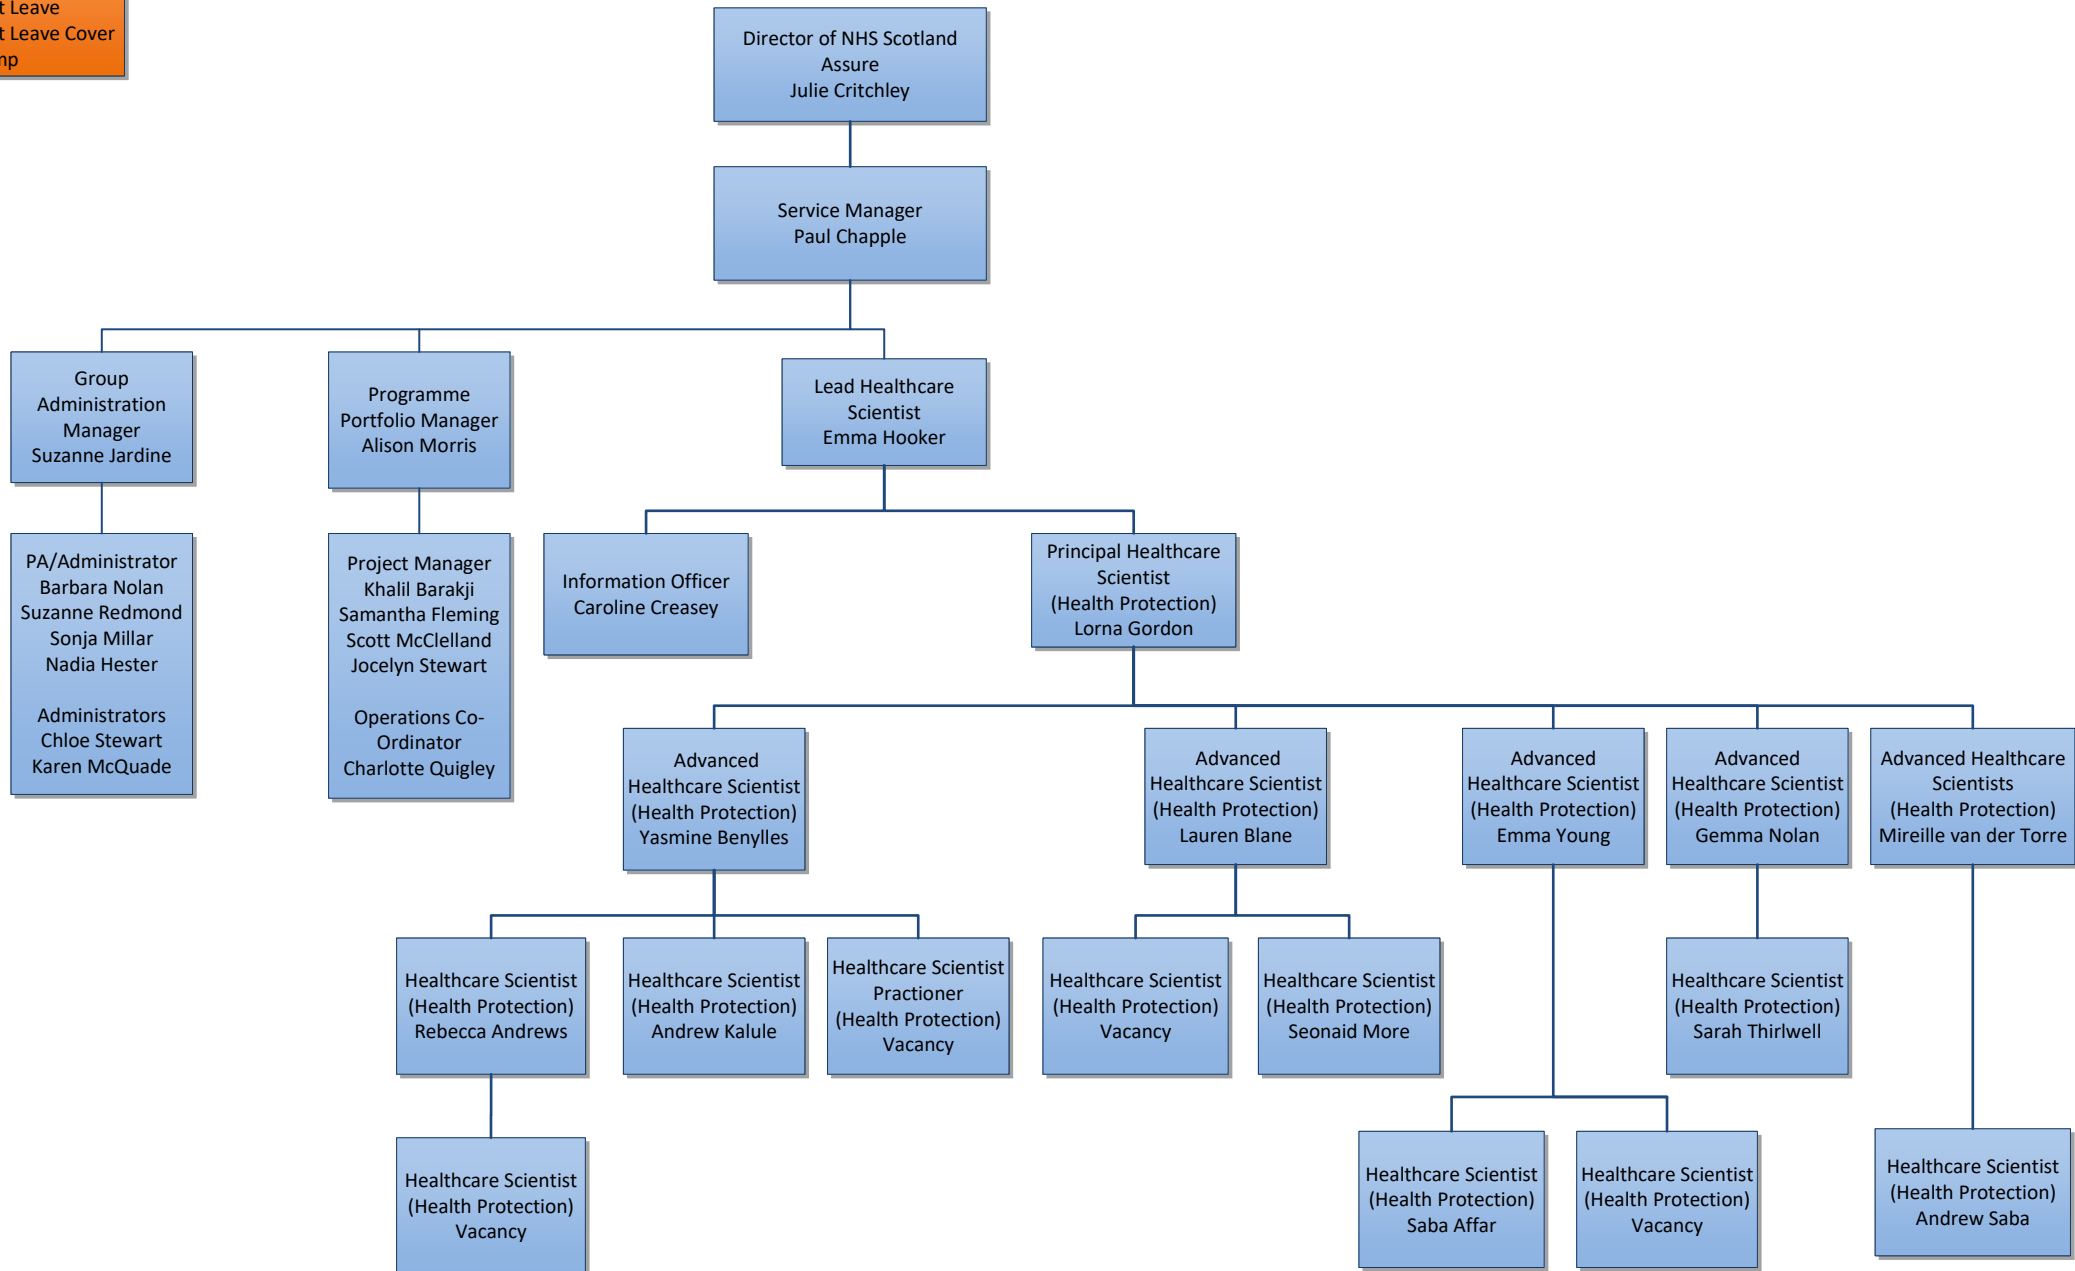 Leave
Leave Cover
Director of NHS Scotland
Assure
Julie Critchley
Service Manager
Paul Chapple
Group
Administration
Manager
Suzanne Jardine
Programme
Portfolio Manager
Alison Morris
Lead Healthcare
Scientist
Emma Hooker
PA/Administrator
Barbara Nolan
Suzanne Redmond
Sonja Millar
Nadia Hester
Administrators
Chloe Stewart
Karen McQuade
Project Manager
Khalil Barakji
Samantha Fleming
Scott McClelland
Jocelyn Stewart
Operations Co-
Ordinator
Charlotte Quigley
Information Officer
Caroline Creasey
Principal Healthcare
Scientist
(Health Protection)
Lorna Gordon
Advanced
Healthcare Scientist
(Health Protection)
Yasmine Benylles
Advanced
Healthcare Scientist
(Health Protection)
Lauren Blane
Advanced
Healthcare Scientist
(Health Protection)
Emma Young
Advanced
Healthcare Scientist
(Health Protection)
Gemma Nolan
Advanced Healthcare
Scientists
(Health Protection)
Mireille van der Torre
Healthcare Scientist
(Health Protection)
Rebecca Andrews
Healthcare Scientist
(Health Protection)
Andrew Kalule
Healthcare Scientist
Practioner
(Health Protection)
Vacancy
Healthcare Scientist
(Health Protection)
Vacancy
Healthcare Scientist
(Health Protection)
Seonaid More
Healthcare Scientist
(Health Protection)
Sarah Thirlwell
Healthcare Scientist
(Health Protection)
Vacancy
Healthcare Scientist
(Health Protection)
Saba Affar
Healthcare Scientist
(Health Protection)
Vacancy
Healthcare Scientist
(Health Protection)
Andrew Saba